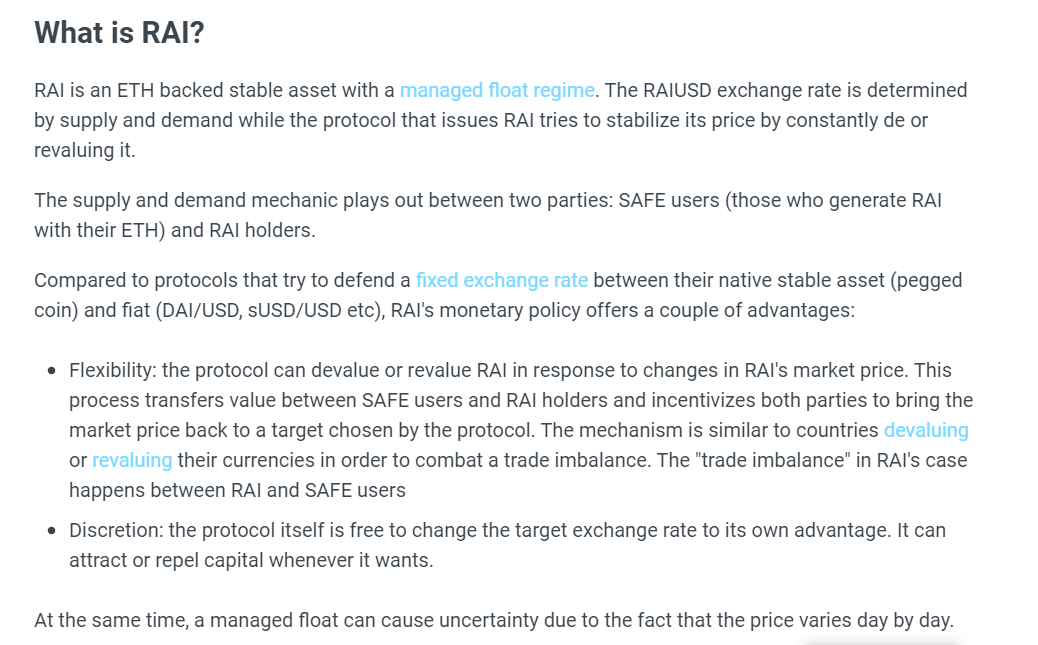 What is RAI?
RAI is an ETH backed stable asset with a managed float regime. The RAIUSD exchange rate is determined
by supply and demand while the protocol that issues RAI tries to stabilize its price by constantly de or
revaluing it.
The supply and demand mechanic plays out between two parties: SAFE users (those who generate RAI
with their ETH) and RAI holders.
Compared to protocols that try to defend a fixed exchange rate between their native stable asset (pegged
coin) and fiat (DAI/USD, sUSD/USD etc), RAI's monetary policy offers a couple of advantages:
• Flexibility: the protocol can devalue or revalue RAI in response to changes in RAI's market price. This
process transfers value between SAFE users and RAI holders and incentivizes both parties to bring the
market price back to a target chosen by the protocol. The mechanism is similar to countries devaluing
or revaluing their currencies in order to combat a trade imbalance. The "trade imbalance" in RAI's case
happens between RAI and SAFE users
• Discretion: the protocol itself is free to change the target exchange rate to its own advantage. It can
attract or repel capital whenever it wants.
At the same time, a managed float can cause uncertainty due to the fact that the price varies day by day.